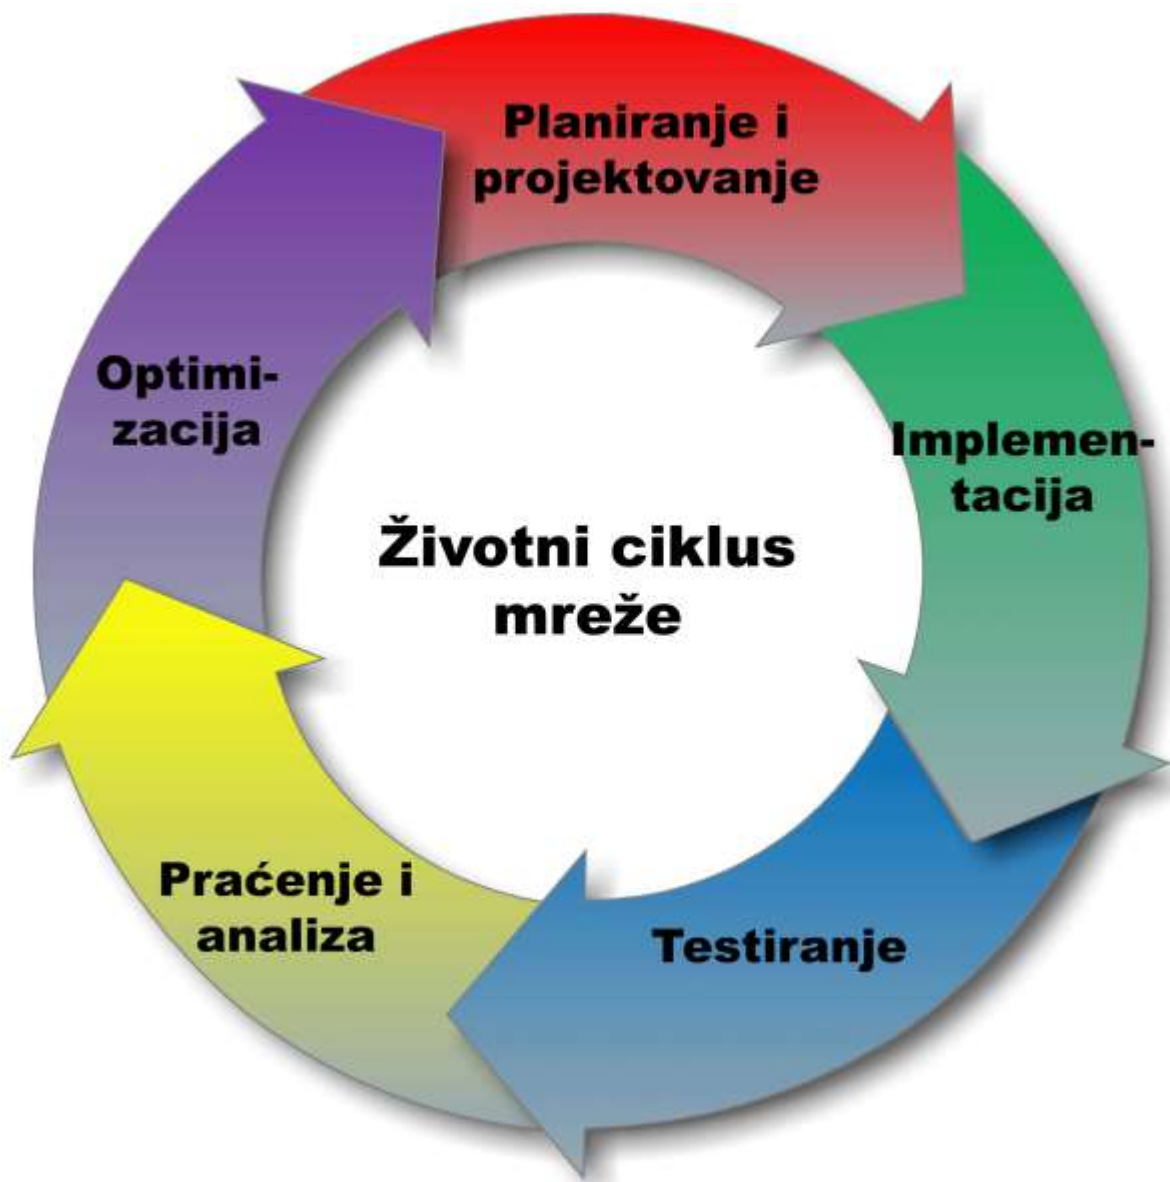 Planiranje i
projektovanje
Implemen-
tacija
Testiranje
Praćenje i
analiza
Optimi-
zacija
Životni ciklus
mreže